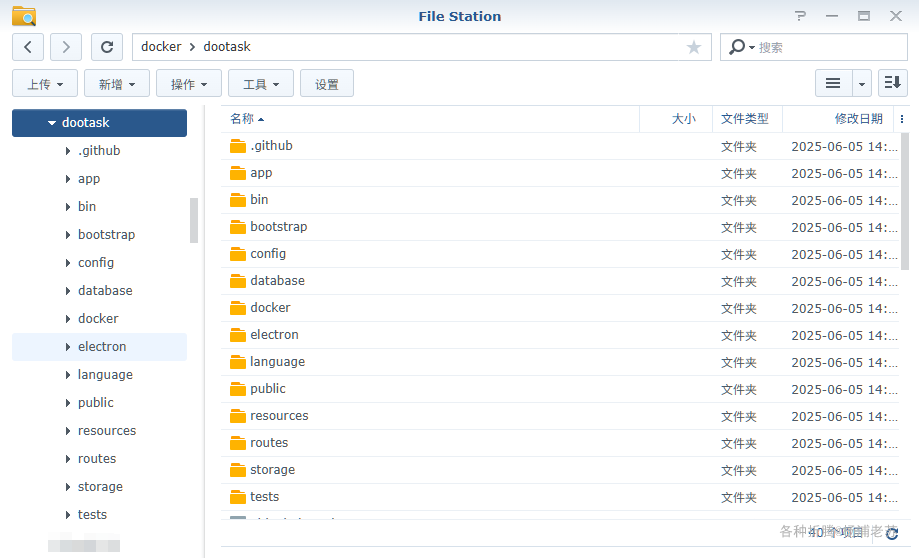 File Station
docker > dootask
搜索
上传 新增 操作 工具 设置
dootask
.github
app
bin
bootstrap
config
database
docker
electron
language
public
resources
routes
storage
tests
名称 大小 文件类型 修改日期
.github 文件夹 2025-06-05 14:...
app 文件夹 2025-06-05 14:...
bin 文件夹 2025-06-05 14:...
bootstrap 文件夹 2025-06-05 14:...
config 文件夹 2025-06-05 14:...
database 文件夹 2025-06-05 14:...
docker 文件夹 2025-06-05 14:...
electron 文件夹 2025-06-05 14:...
language 文件夹 2025-06-05 14:...
public 文件夹 2025-06-05 14:...
resources 文件夹 2025-06-05 14:...
routes 文件夹 2025-06-05 14:...
storage 文件夹 2025-06-05 14:...
tests 文件夹 2025-06-05 14:...
40 个项目